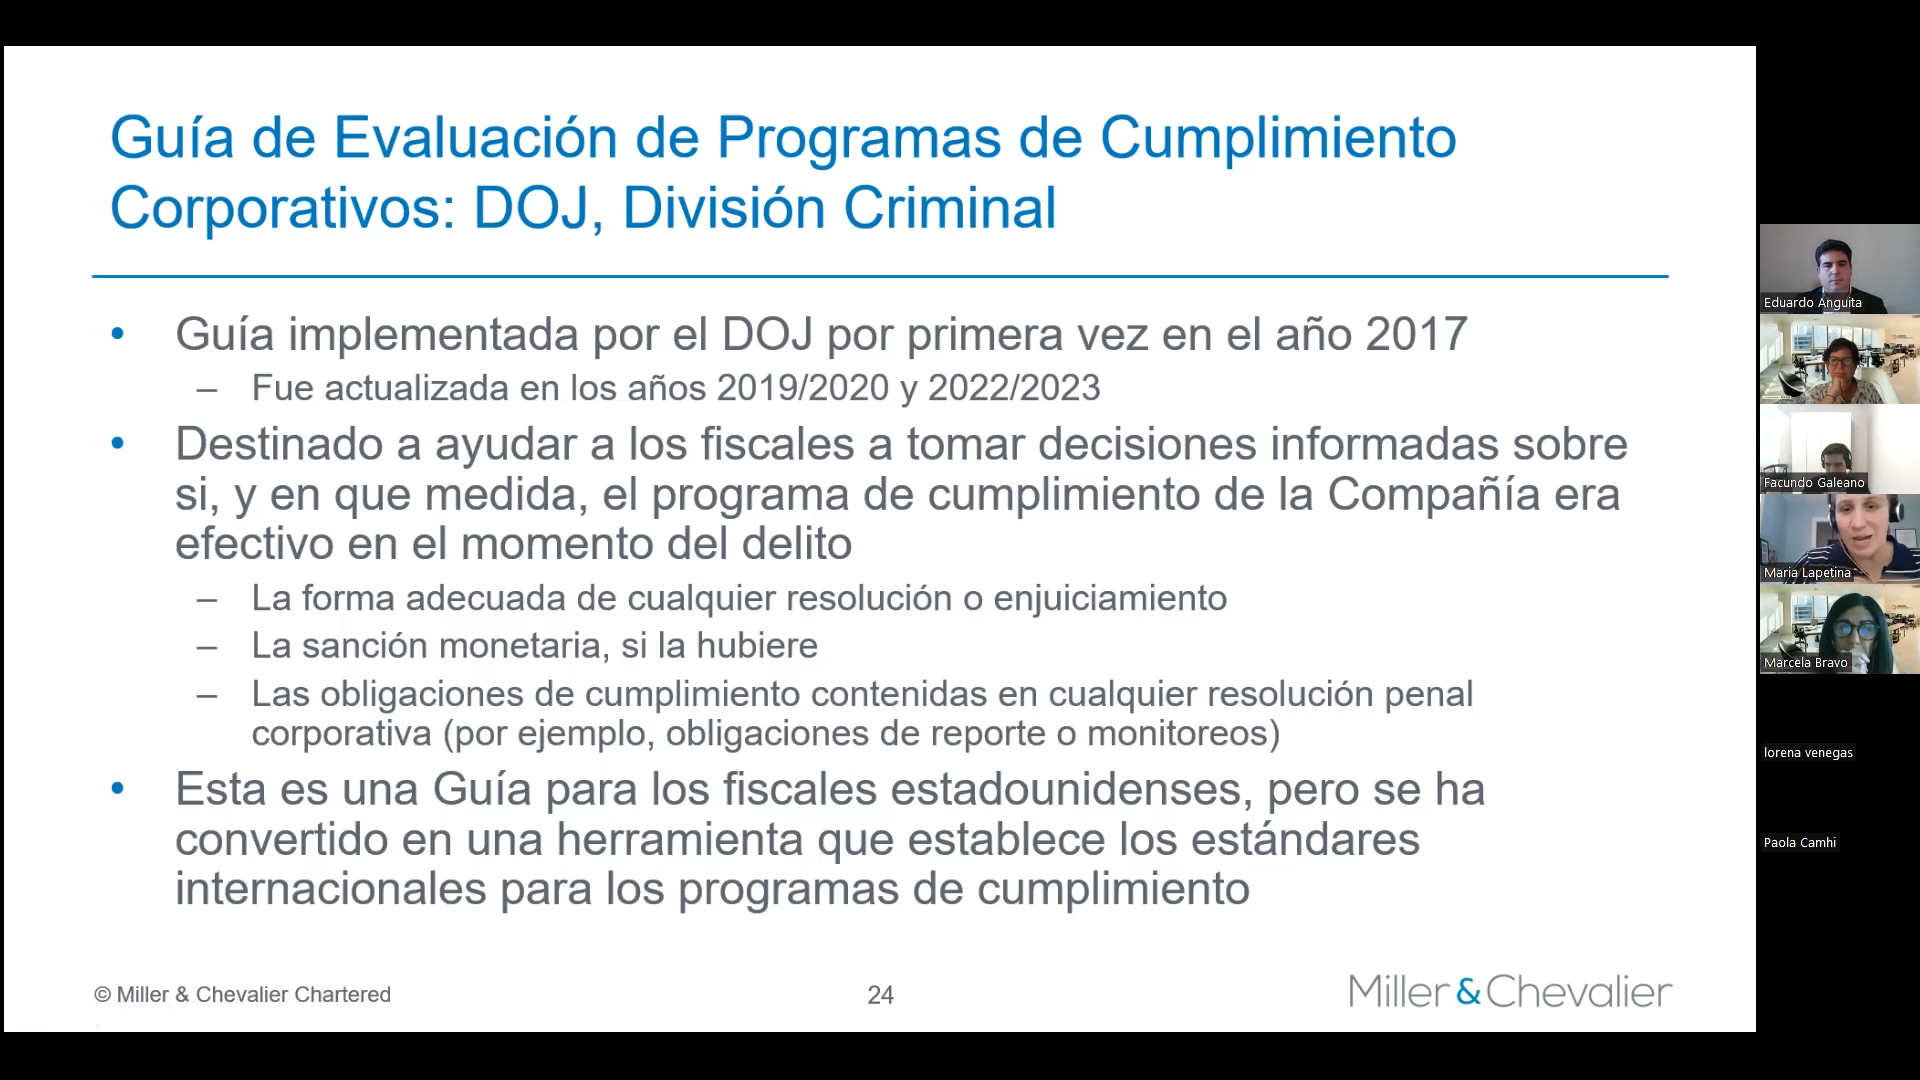 Guía de Evaluación de Programas de Cumplimiento
Corporativos: DOJ, División Criminal
• Guía implementada por el DOJ por primera vez en el año 2017
– Fue actualizada en los años 2019/2020 y 2022/2023
• Destinado a ayudar a los fiscales a tomar decisiones informadas sobre
si, y en que medida, el programa de cumplimiento de la Compañía era
efectivo en el momento del delito
– La forma adecuada de cualquier resolución o enjuiciamiento
– La sanción monetaria, si la hubiere
– Las obligaciones de cumplimiento contenidas en cualquier resolución penal
corporativa (por ejemplo, obligaciones de reporte o monitoreos)
• Esta es una Guía para los fiscales estadounidenses, pero se ha
convertido en una herramienta que establece los estándares
internacionales para los programas de cumplimiento
© Miller & Chevalier Chartered
24
Miller & Chevalier
Eduardo Anguita
Facundo Galeano
Maria Lapetina
Marcela Bravo
lorena venegas
Paola Camhi